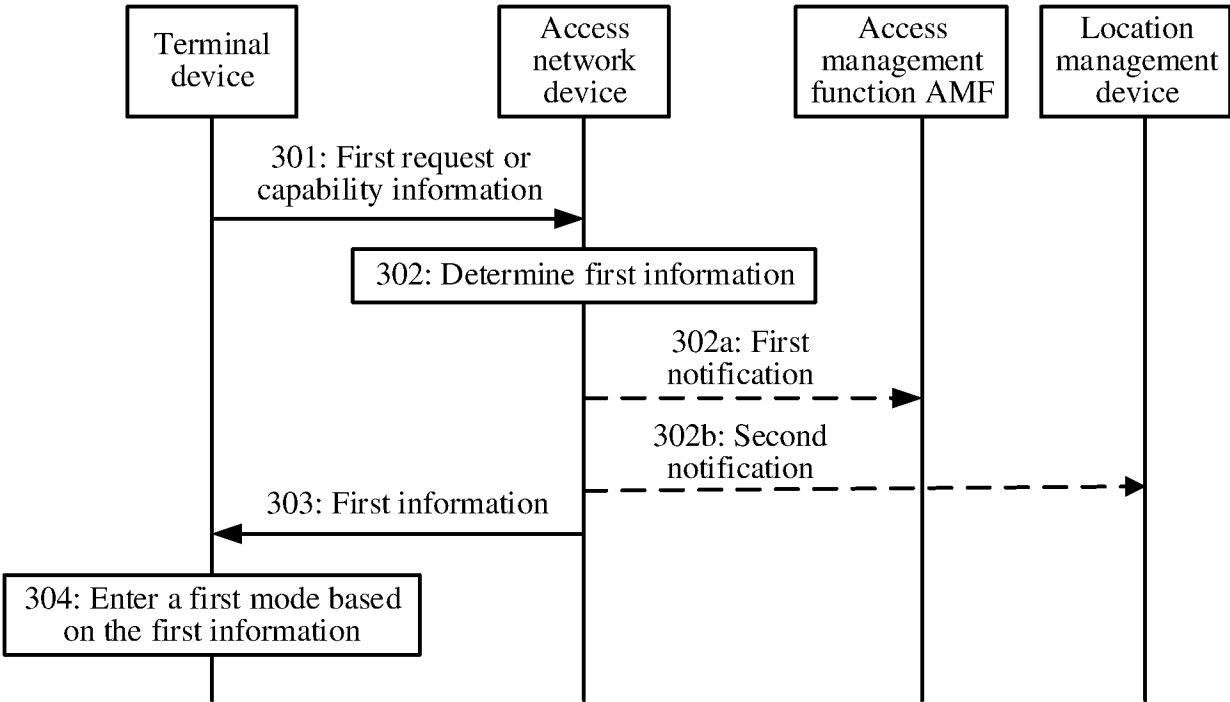 Terminal
device
Access
network
device
Access
management
function AMF
Location
management
device
301: First request or
capability information
302: Determine first information
302a: First
notification
302b: Second
notification
303: First information
304: Enter a first mode based
on the first information